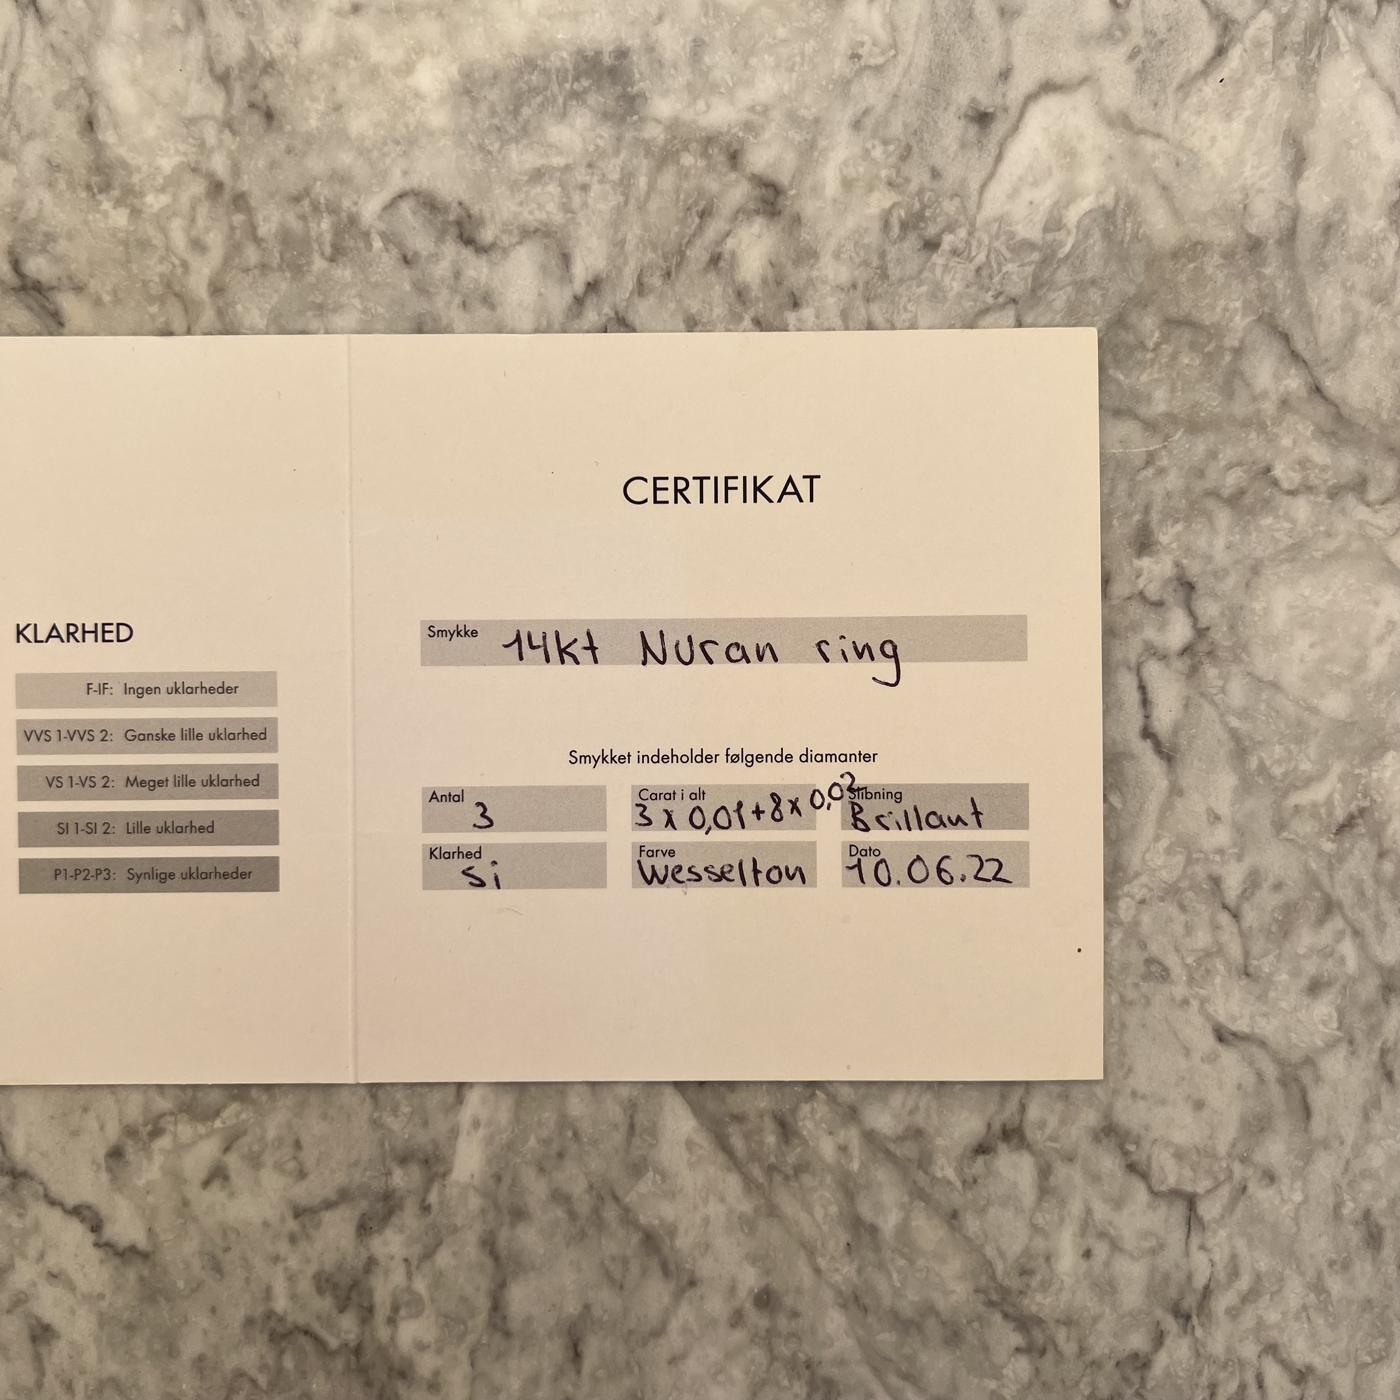 KLARHED
F-IF: Ingen uklarheder
VVS 1-VVS 2: Ganske lille uklarhed
VS 1-VS 2: Meget lille uklarhed
SI 1-SI 2: Lille uklarhed
P1-P2-P3: Synlige uklarheder
CERTIFIKAT
Smykke 14kt Nuran ring
Smykket indeholder følgende diamanter
Antal 3
Carat i alt 3 x 0,01+8x 0,02
Slibning Brillant
Klarhed Si
Farve Wesselton
Dato 10.06.22